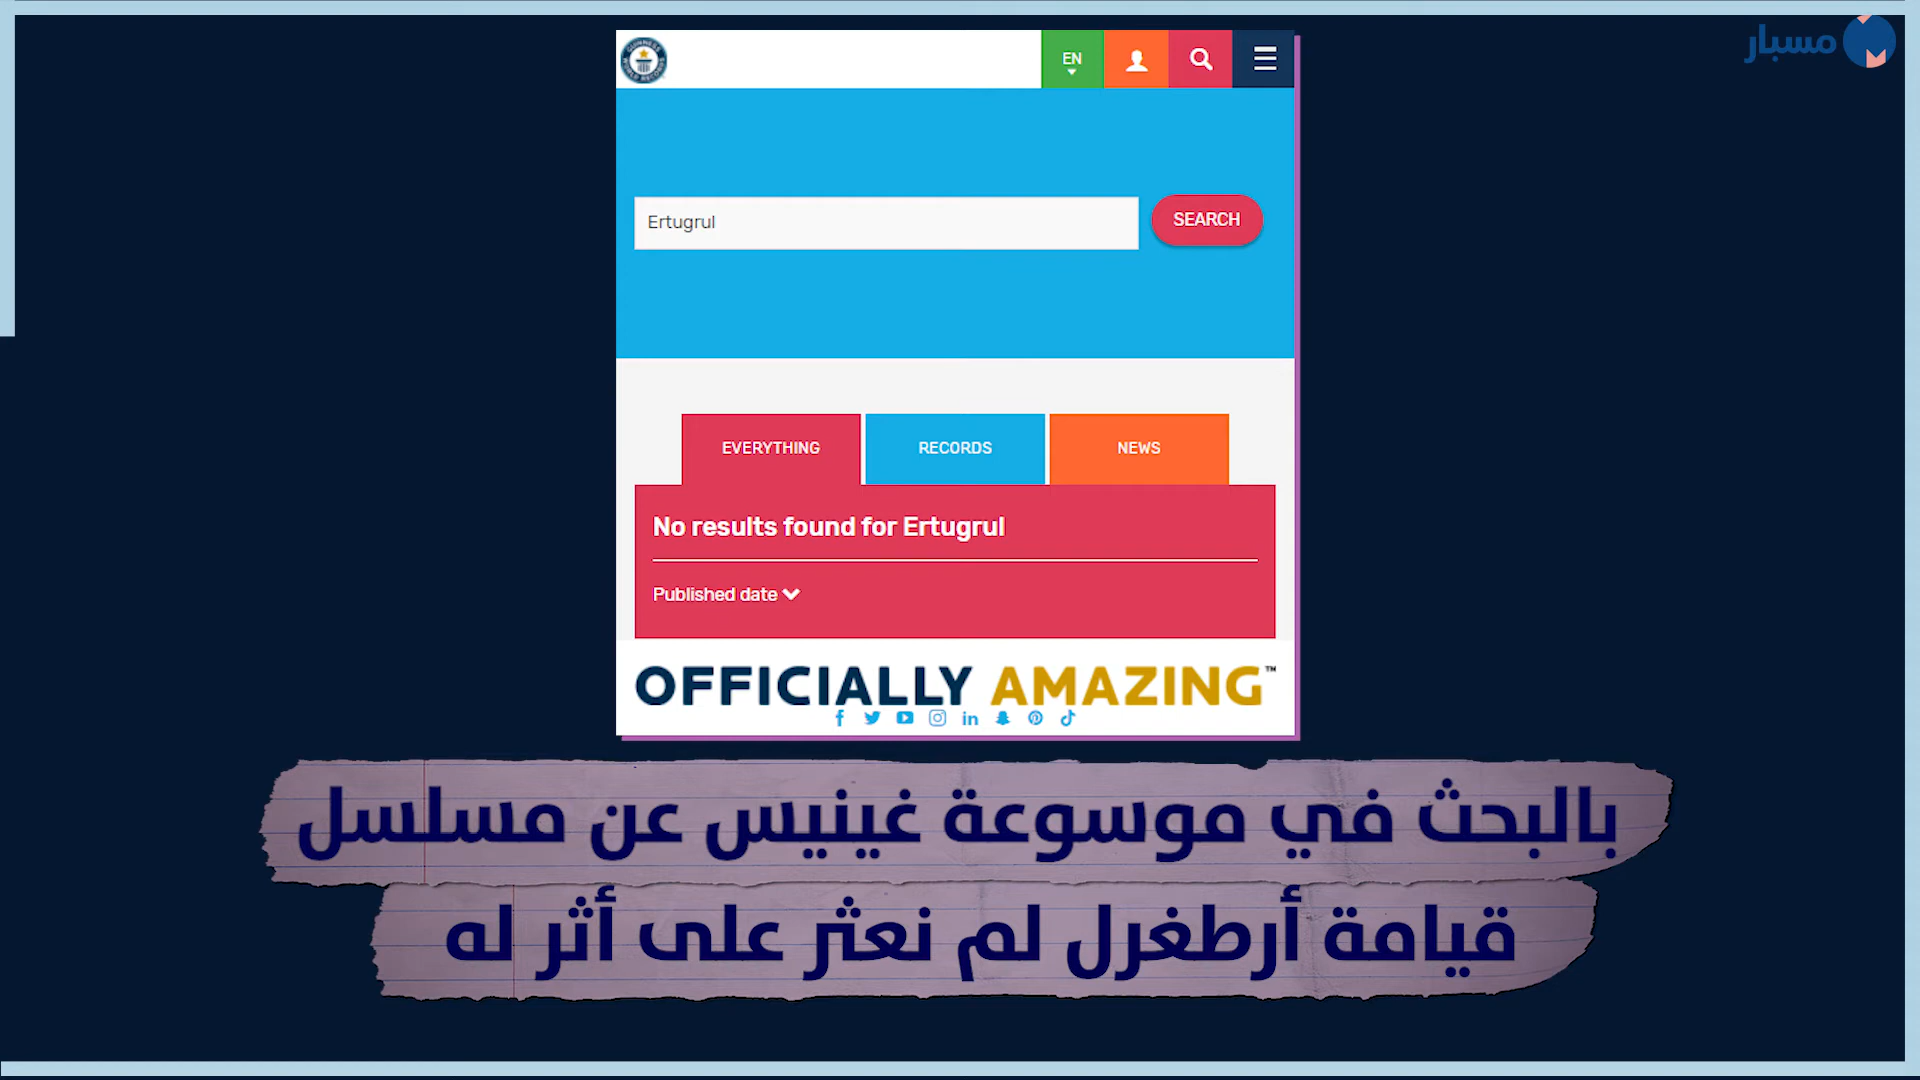 مسبار
EN
Ertugrul
SEARCH
EVERYTHING
RECORDS
NEWS
No results found for Ertugrul
Published date
OFFICIALLY AMAZING™
بالبحث في موسوعة غينيس عن مسلسل
قيامة أرطغرل لم نعثر على أثر له